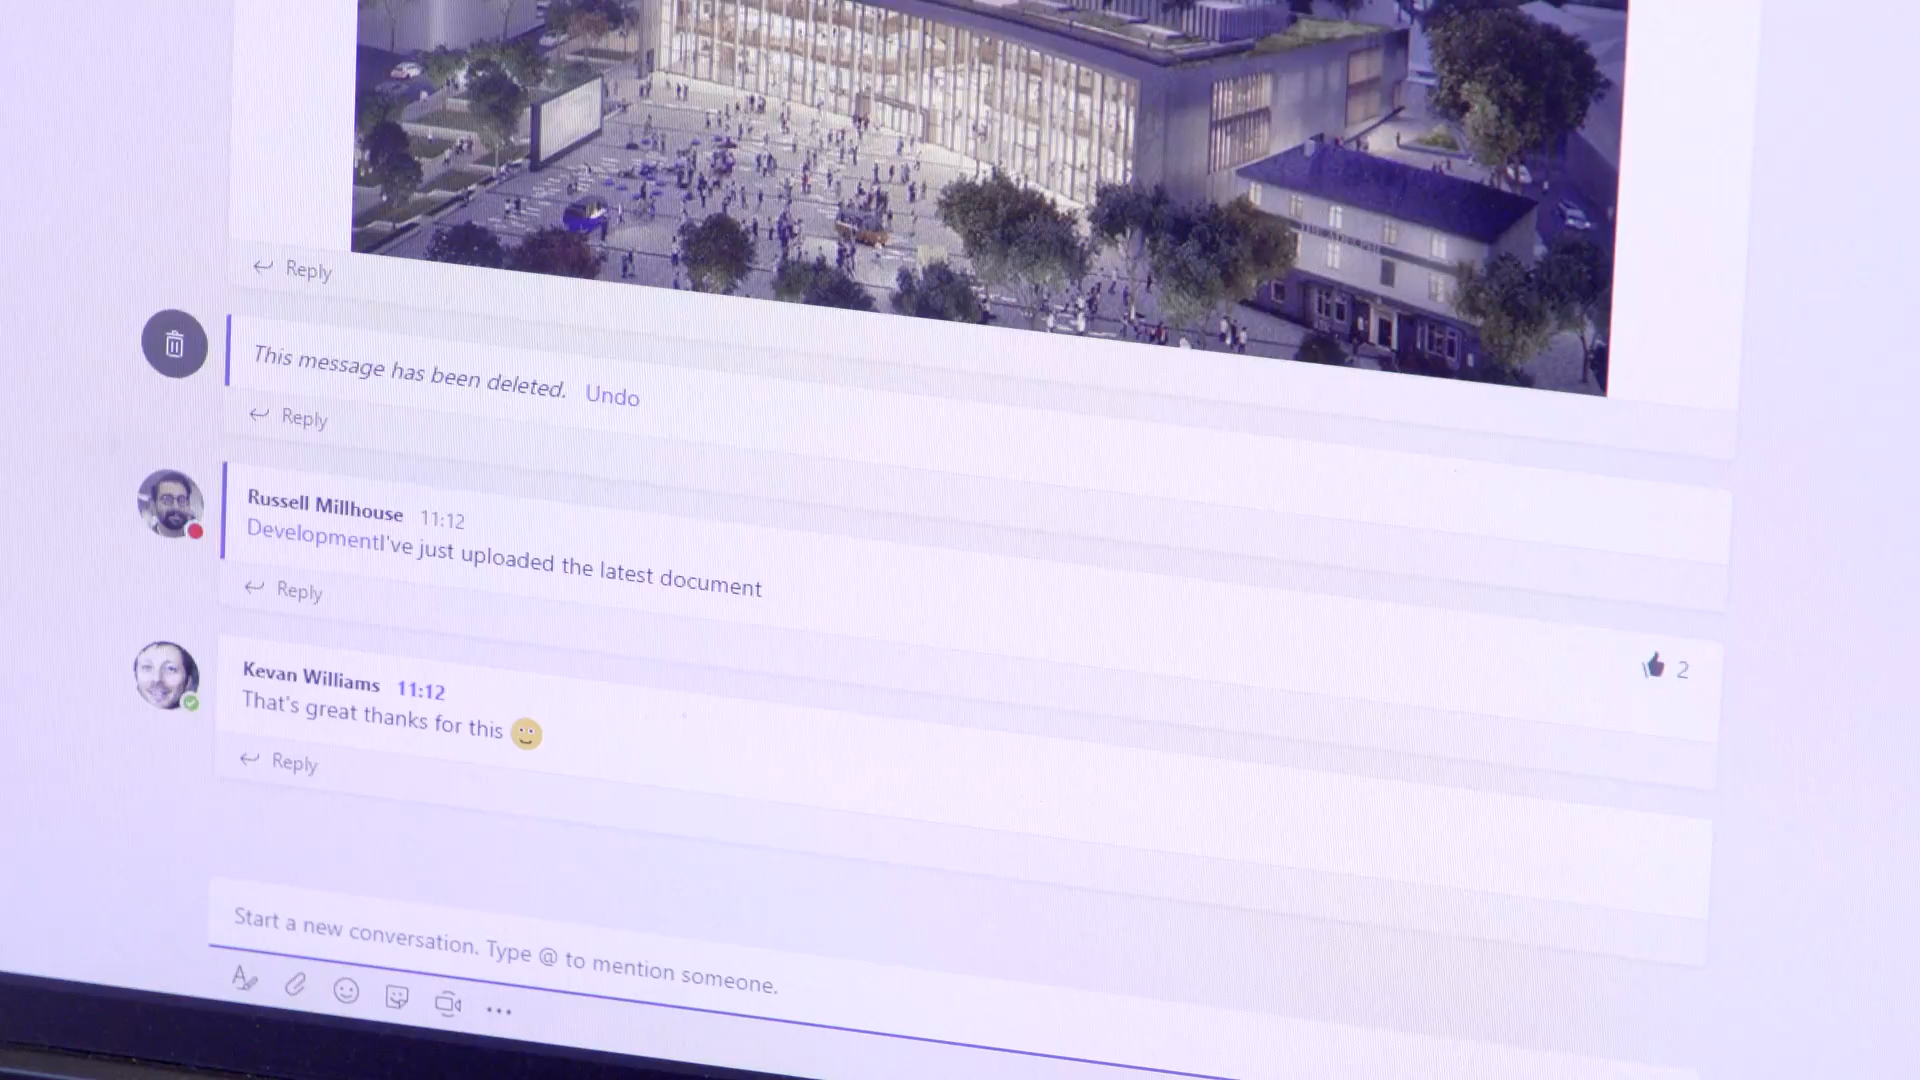 Reply
This message has been deleted. Undo
Reply
Russell Millhouse 11:12
DevelopmentI've just uploaded the latest document
Reply
2
Kevan Williams 11:12
That's great thanks for this
Reply
Start a new conversation. Type @ to mention someone.